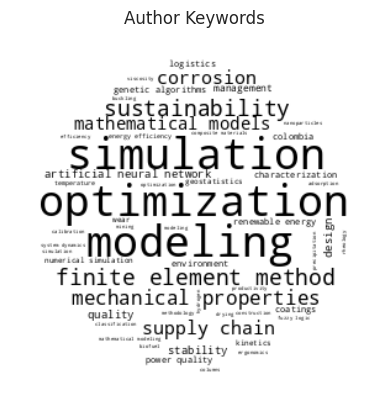 Author Keywords
logistics
viscosity
corrosion
genetic algorithms
management
buckling
sustainability
nanoparticles
mathematical models
composite materials
efficiency
energy efficiency
colombia
simulation
artificial neural network
characterization
temperature
optimization
geostatistics
adsorption
optimization
wear
mining
renewable energy
calibration
modeling
modeling
design
system dynamics
simulation
numerical simulation
environment
precipitation
rheology
finite element method
productivity
mechanical properties
hydrogen
quality
methodology
drying
construction
coatings
fuzzy logic
classification
supply chain
mathematical modeling
kinetics
biofuel
stability
ergonomics
power quality
columns